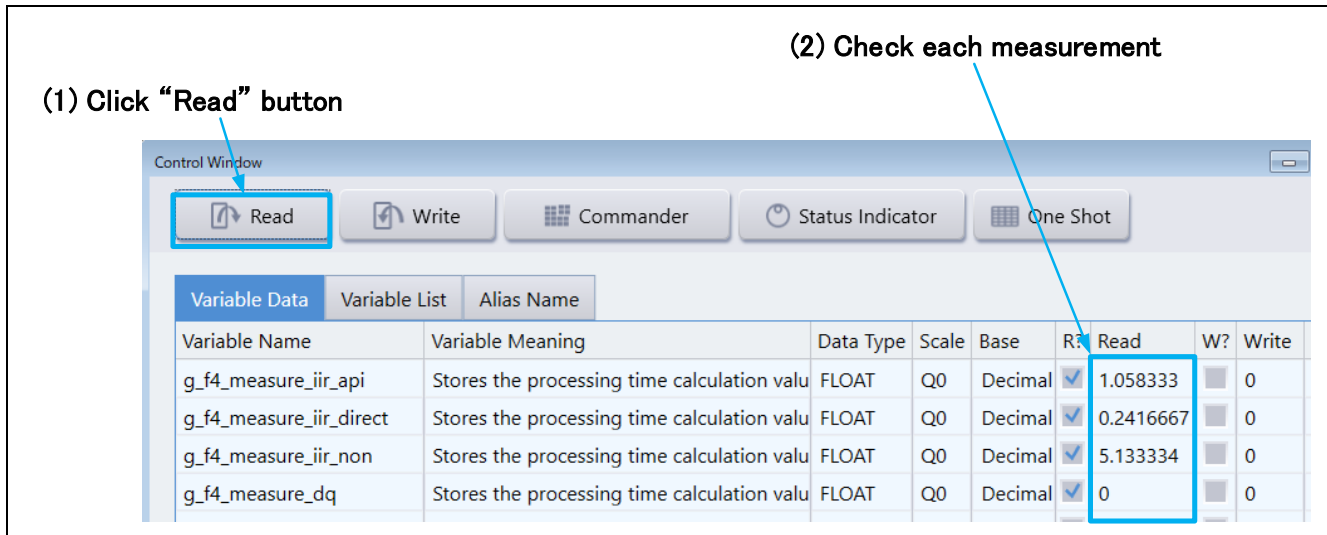 (2) Check each measurement
(1) Click “Read” button
Control Window
Read Write Commander Status Indicator One Shot
Variable Data Variable List Alias Name
Variable Name Variable Meaning Data Type Scale Base R? Read W? Write
g_f4_measure_iir_api Stores the processing time calculation valu FLOAT Q0 Decimal 1.058333 0
g_f4_measure_iir_direct Stores the processing time calculation valu FLOAT Q0 Decimal 0.2416667 0
g_f4_measure_iir_non Stores the processing time calculation valu FLOAT Q0 Decimal 5.133334 0
g_f4_measure_dq Stores the processing time calculation valu FLOAT Q0 Decimal 0 0